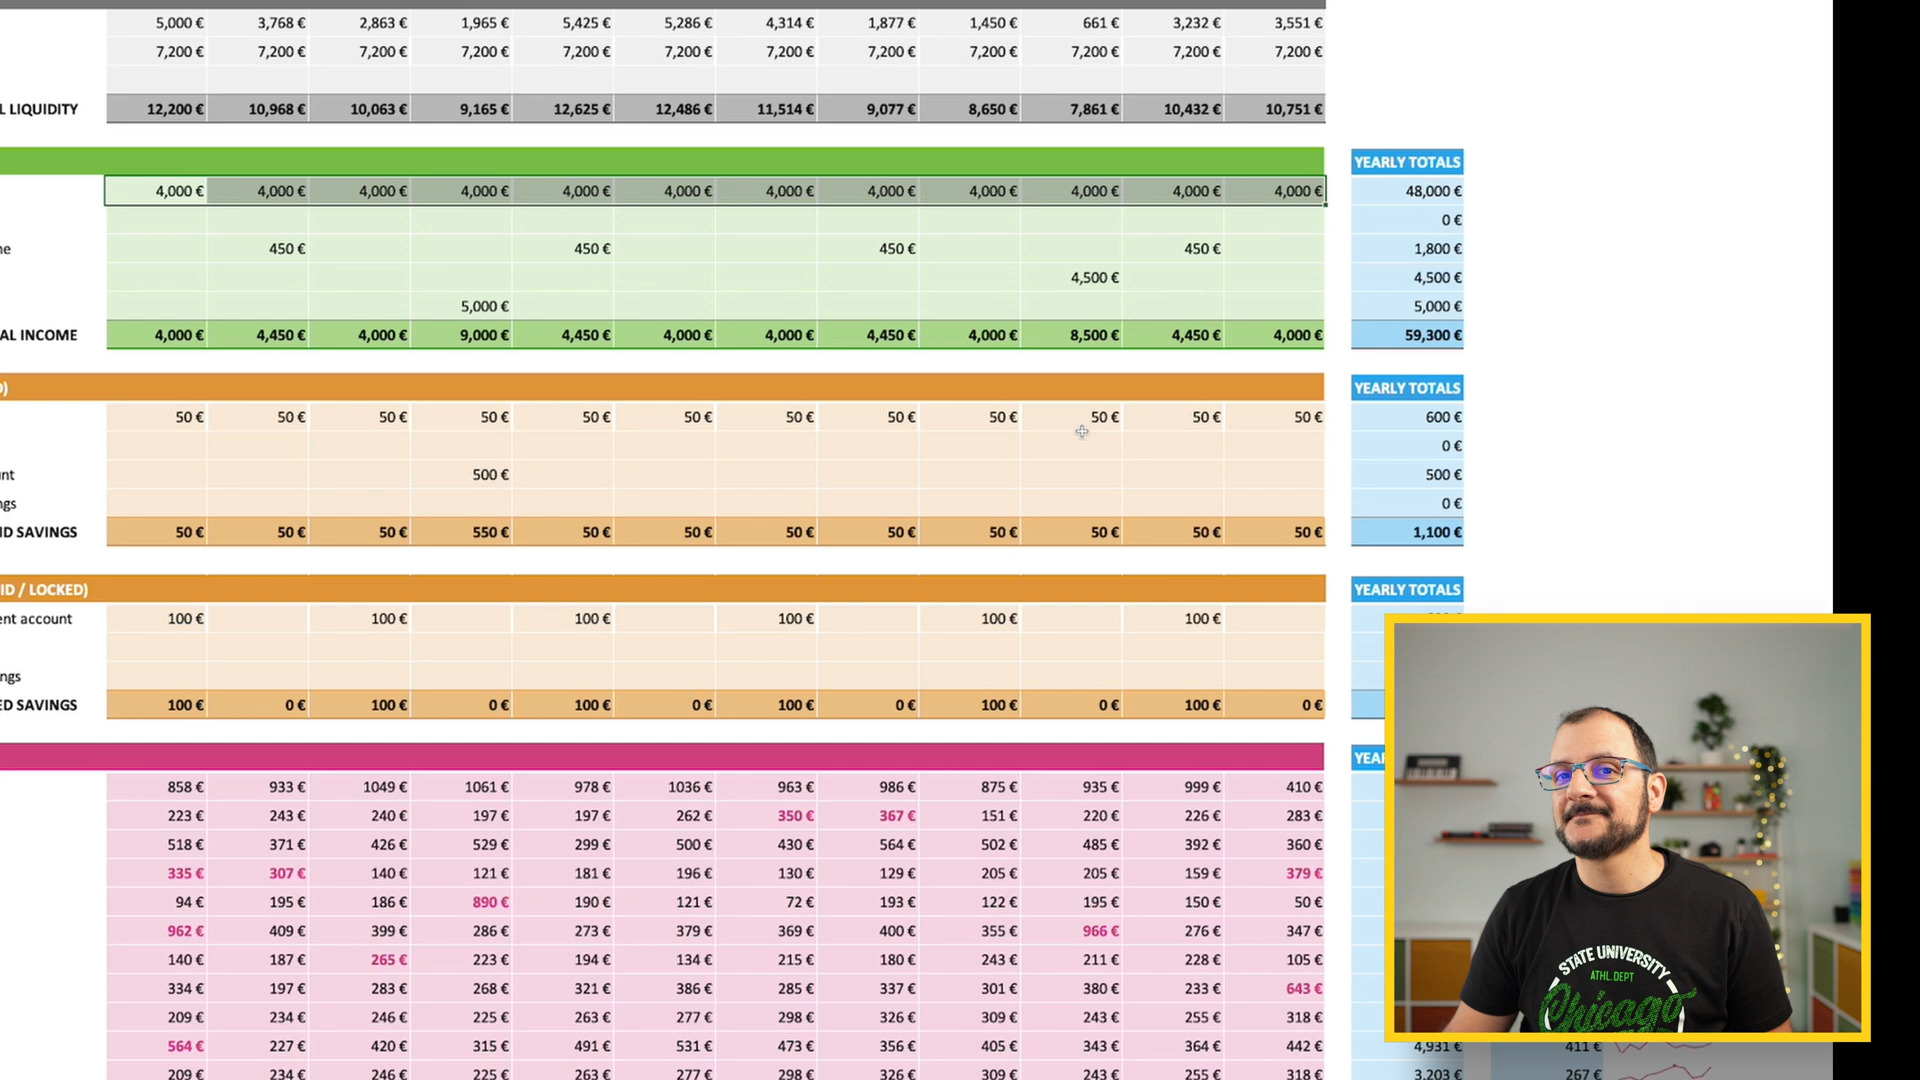 5,000 € 3,768 € 2,863 € 1,965 € 5,425 € 5,286 € 4,314 € 1,877 € 1,450 € 661 € 3,232 € 3,551 €
7,200 € 7,200 € 7,200 € 7,200 € 7,200 € 7,200 € 7,200 € 7,200 € 7,200 € 7,200 € 7,200 € 7,200 €
L LIQUIDITY 12,200 € 10,968 € 10,063 € 9,165 € 12,625 € 12,486 € 11,514 € 9,077 € 8,650 € 7,861 € 10,432 € 10,751 €
YEARLY TOTALS
4,000 € 4,000 € 4,000 € 4,000 € 4,000 € 4,000 € 4,000 € 4,000 € 4,000 € 4,000 € 4,000 € 4,000 € 48,000 €
0 €
ne 450 € 450 € 450 € 450 € 1,800 €
4,500 € 4,500 €
5,000 € 5,000 €
AL INCOME 4,000 € 4,450 € 4,000 € 9,000 € 4,450 € 4,000 € 4,000 € 4,450 € 4,000 € 8,500 € 4,450 € 4,000 € 59,300 €
) YEARLY TOTALS
50 € 50 € 50 € 50 € 50 € 50 € 50 € 50 € 50 € 50 € 50 € 50 € 600 €
0 €
nt 500 € 500 €
ngs 0 €
ID SAVINGS 50 € 50 € 50 € 550 € 50 € 50 € 50 € 50 € 50 € 50 € 50 € 50 € 1,100 €
ID / LOCKED) YEARLY TOTALS
ent account 100 € 100 € 100 € 100 € 100 € 100 €
ngs
ED SAVINGS 100 € 0 € 100 € 0 € 100 € 0 € 100 € 0 € 100 € 0 € 100 € 0 €
YEAR
858 € 933 € 1049 € 1061 € 978 € 1036 € 963 € 986 € 875 € 935 € 999 € 410 €
223 € 243 € 240 € 197 € 197 € 262 € 350 € 367 € 151 € 220 € 226 € 283 €
518 € 371 € 426 € 529 € 299 € 500 € 430 € 564 € 502 € 485 € 392 € 360 €
335 € 307 € 140 € 121 € 181 € 196 € 130 € 129 € 205 € 205 € 159 € 379 €
94 € 195 € 186 € 890 € 190 € 121 € 72 € 193 € 122 € 195 € 150 € 50 €
962 € 409 € 399 € 286 € 273 € 379 € 369 € 400 € 355 € 966 € 276 € 347 €
140 € 187 € 265 € 223 € 194 € 134 € 215 € 180 € 243 € 211 € 228 € 105 €
334 € 197 € 283 € 268 € 321 € 386 € 285 € 337 € 301 € 380 € 233 € 643 €
209 € 234 € 246 € 225 € 263 € 277 € 298 € 326 € 309 € 243 € 255 € 318 €
564 € 227 € 420 € 315 € 491 € 531 € 473 € 356 € 405 € 343 € 364 € 442 € 4,931 € 411 €
209 € 234 € 246 € 225 € 263 € 277 € 298 € 326 € 309 € 243 € 255 € 318 € 3,203 € 267 €
STATE UNIVERSITY
ATHL.DEPT
Chicago